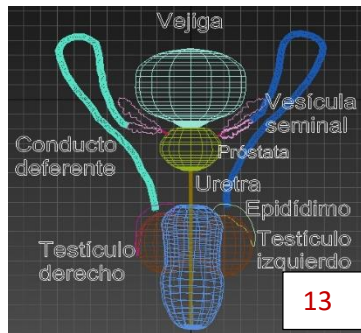 Vejiga
Vesícula
seminal
Conducto
deferente
Próstata
Uretra
Epidídimo
Testículo
derecho
Testículo
izquierdo
13